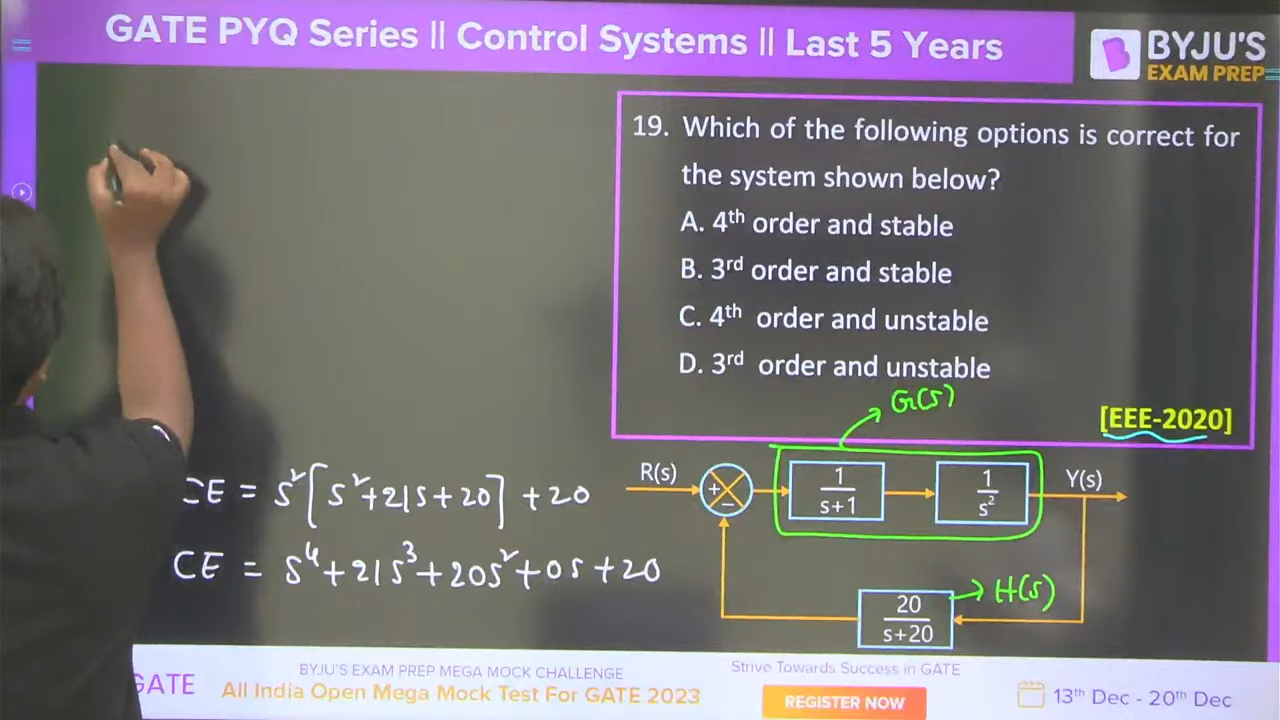 GATE PYQ Series || Control Systems || Last 5 Years
BYJU'S
EXAM PREP
19. Which of the following options is correct for
the system shown below?
A. 4th order and stable
B. 3rd order and stable
C. 4th order and unstable
D. 3rd order and unstable
G(s)
[EEE-2020]
R(s)
+
−
1
s+1
1
s²
Y(s)
CE = s²[s²+21s+20] +20
CE = s⁴+21s³+20s²+0s+20
H(s)
20
s+20
GATE
BYJU'S EXAM PREP MEGA MOCK CHALLENGE
All India Open Mega Mock Test For GATE 2023
Strive Towards Success in GATE
REGISTER NOW
13th Dec - 20th Dec